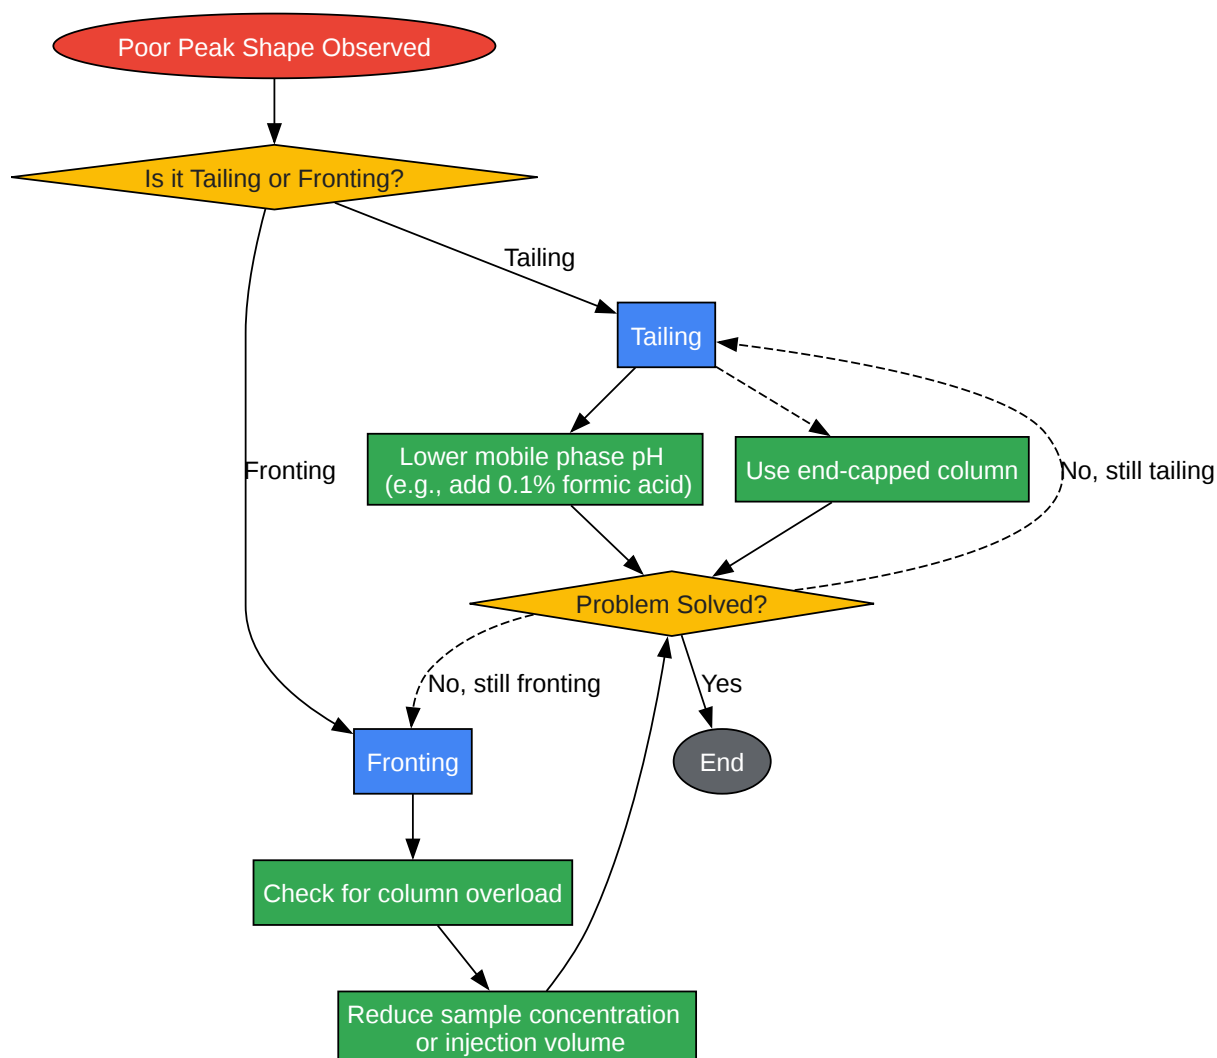 Poor Peak Shape Observed
Is it Tailing or Fronting?
Tailing
Tailing
Fronting
Lower mobile phase pH
(e.g., add 0.1% formic acid)
Use end-capped column
No, still tailing
Problem Solved?
No, still fronting
Yes
Fronting
End
Check for column overload
Reduce sample concentration
or injection volume